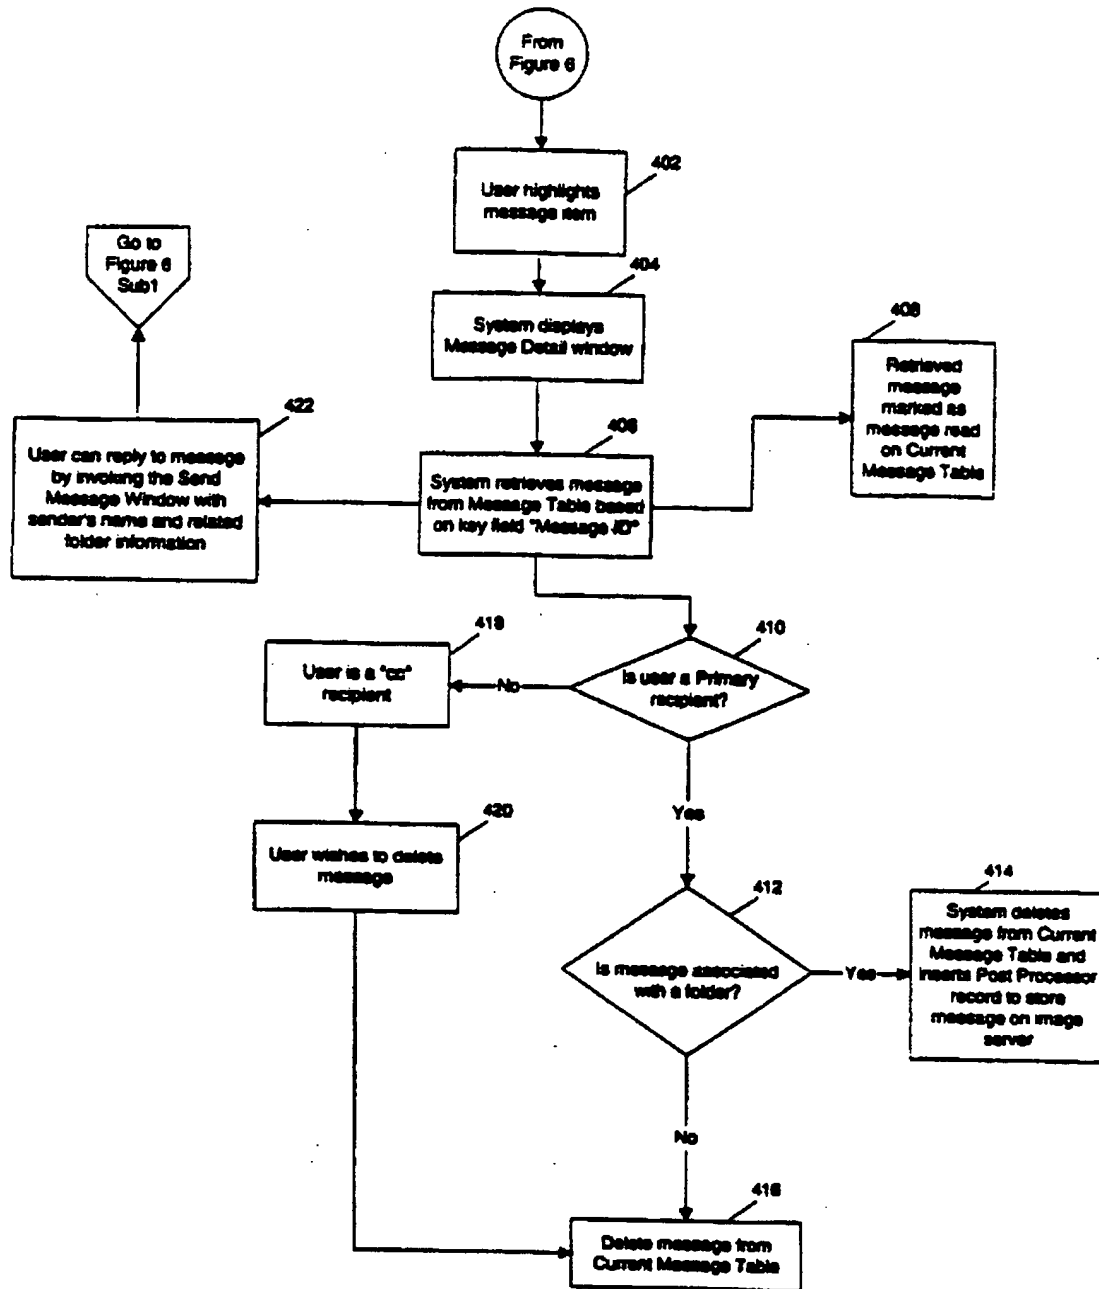 From
Figure 6
402
User highlights
message item
Go to
Figure 6
Sub1
404
System displays
Message Detail window
408
Retrieved
message
marked as
message read
on Current
Message Table
422
User can reply to message
by invoking the Send
Message Window with
sender's name and related
folder information
406
System retrieves message
from Message Table based
on key field "Message ID"
418
User is a "cc"
recipient
No
410
Is user a Primary
recipient?
Yes
420
User wishes to delete
message
412
Is message associated
with a folder?
Yes
414
System deletes
message from Current
Message Table and
inserts Post Processor
record to store
message on image
server
No
416
Delete message from
Current Message Table